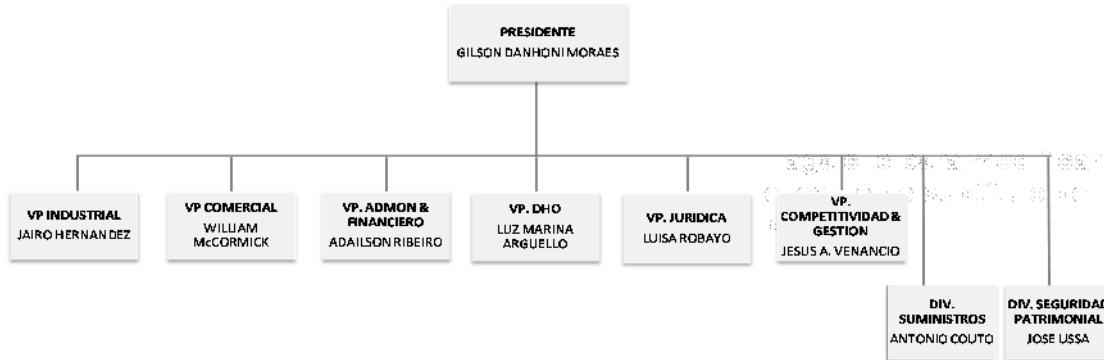 PRESIDENTE
GILSON DANHONI MORAES
VP INDUSTRIAL
JAIRO HERNANDEZ
VP COMERCIAL
WILLIAM
McCORMICK
VP. ADMON &
FINANCIERO
ADAILSON RIBEIRO
VP. DHO
LUZ MARINA
ARGUELLO
VP. JURIDICA
LUISA ROBAYO
VP.
COMPETITIVIDAD &
GESTION
JESUS A. VENANCIO
DIV.
SUMINISTROS
ANTONIO COUTO
DIV. SEGURIDAD
PATRIMONIAL
JOSE USSA